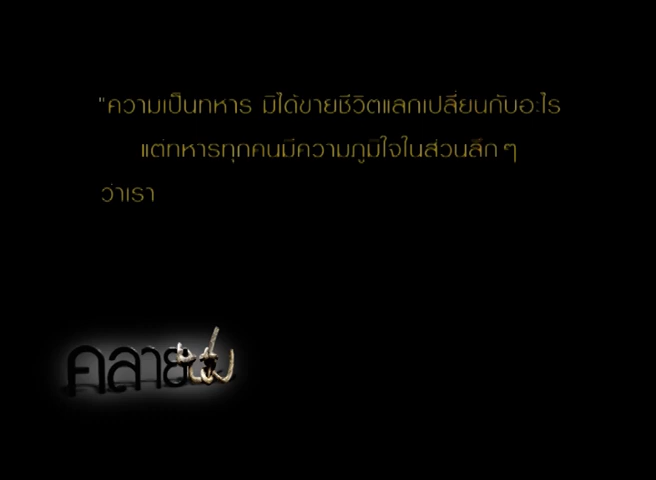 "ความเป็นทหาร มิได้ขายชีวิตแลกเปลี่ยนกับอะไร
แต่ทหารทุกคนมีความภูมิใจในส่วนลึก ๆ
ว่าเรา
คลายปม